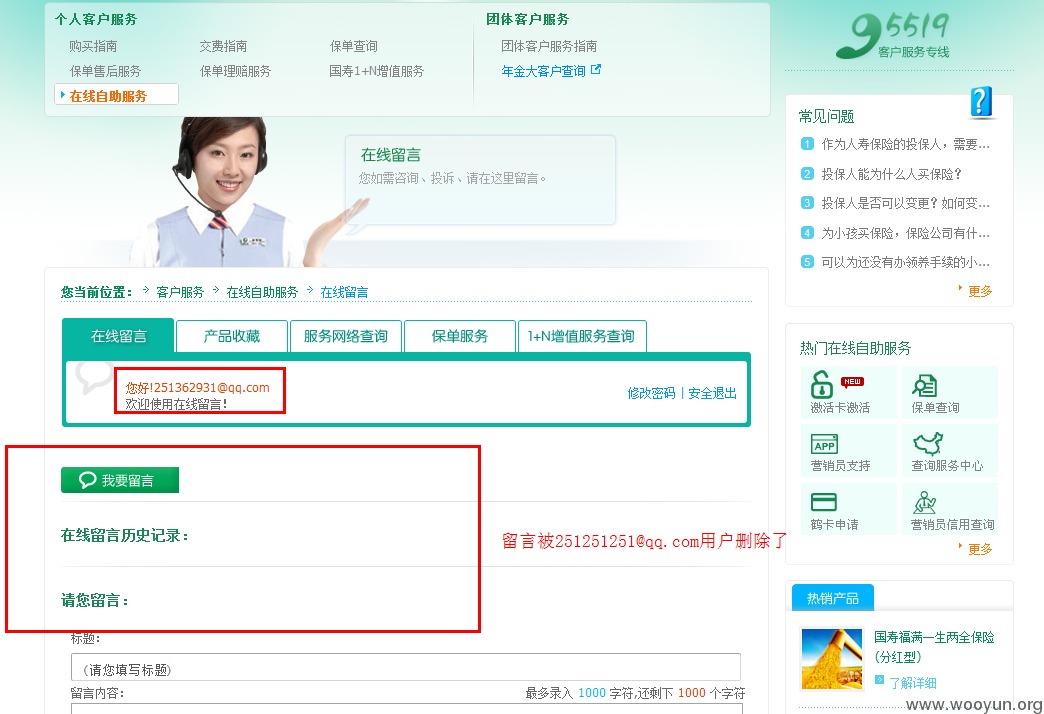 个人客户服务
购买指南 交费指南 保单查询
保单售后服务 保单理赔服务 国寿1+N增值服务
在线自助服务
团体客户服务
团体客户服务指南
年金大客户查询
95519
客户服务专线
在线留言
您如需咨询、投诉、请在这里留言。
您当前位置： 客户服务 在线自助服务 在线留言
在线留言 产品收藏 服务网络查询 保单服务 1+N增值服务查询
您好!251362931@qq.com
欢迎使用在线留言!
修改密码 | 安全退出
我要留言
在线留言历史记录：
留言被251251251@qq.com用户删除了
请您留言：
标题:
(请您填写标题)
留言内容:
最多录入 1000 字符,还剩下 1000 个字符
常见问题
1 作为人寿保险的投保人，需要...
2 投保人能为什么人买保险？
3 投保人是否可以变更？如何变...
4 为小孩买保险，保险公司有什...
5 可以为还没有办领养手续的小...
更多
热门在线自助服务
NEW
激活卡激活 保单查询
APP
营销员支持 查询服务中心
鹤卡申请 营销员信用查询
更多
热销产品
国寿福满一生两全保险
(分红型)
了解详细
www.wooyun.org